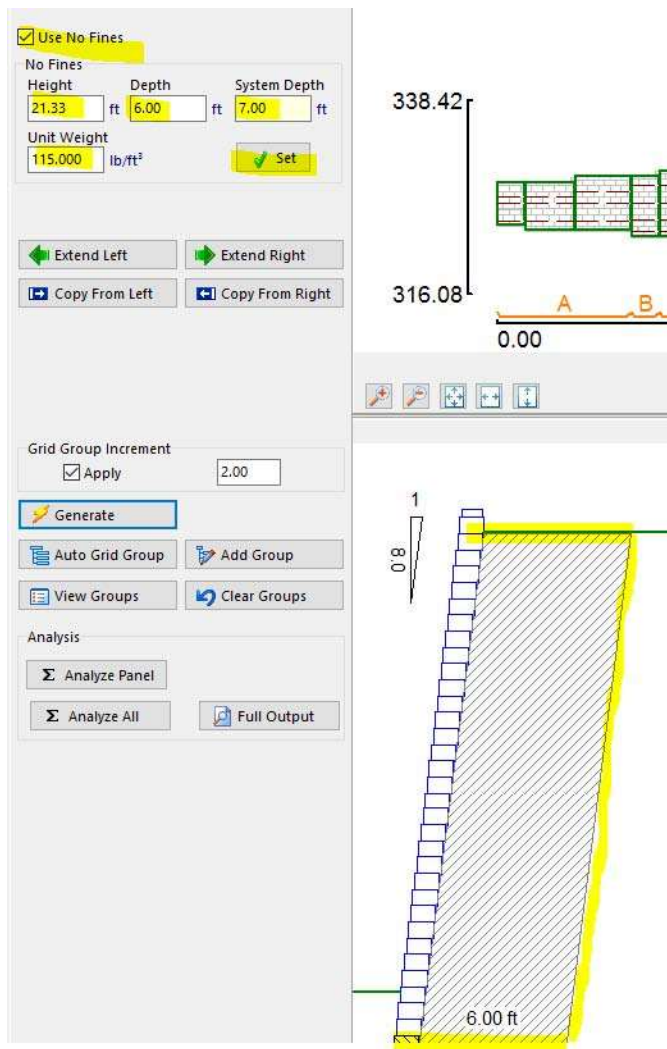 Use No Fines
No Fines
Height Depth System Depth
21.33 ft 6.00 ft 7.00 ft
Unit Weight
115.000 lb/ft³ Set
Extend Left Extend Right
Copy From Left Copy From Right
Grid Group Increment
Apply 2.00
Generate
Auto Grid Group Add Group
View Groups Clear Groups
Analysis
Σ Analyze Panel
Σ Analyze All Full Output
338.42
316.08
A B
0.00
1
8.0
6.00 ft